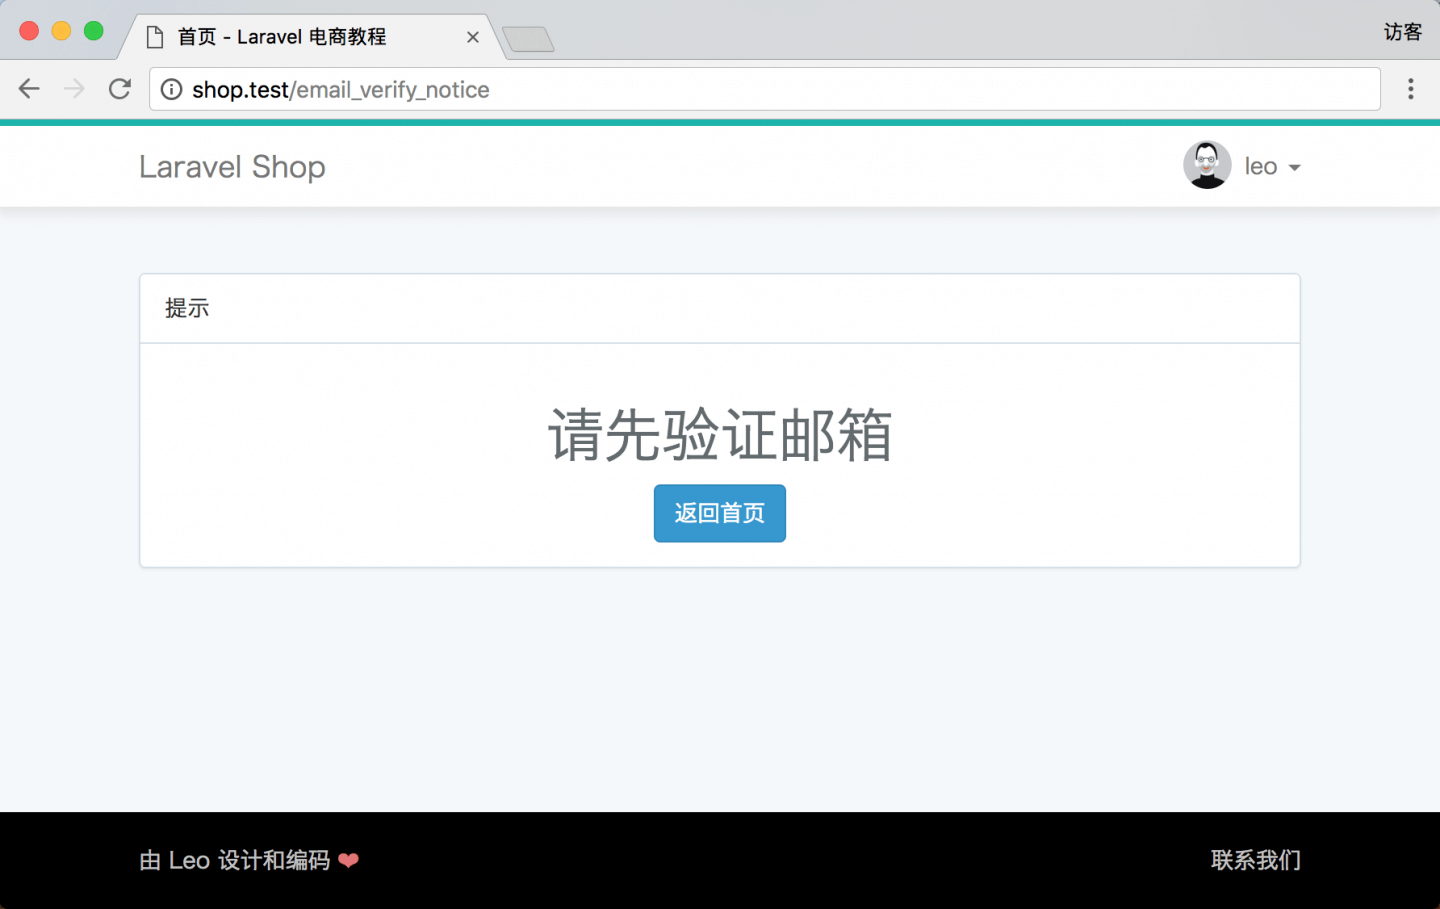 首页 - Laravel 电商教程
访客
shop.test/email_verify_notice
Laravel Shop
leo
提示
请先验证邮箱
返回首页
由 Leo 设计和编码 ❤
联系我们